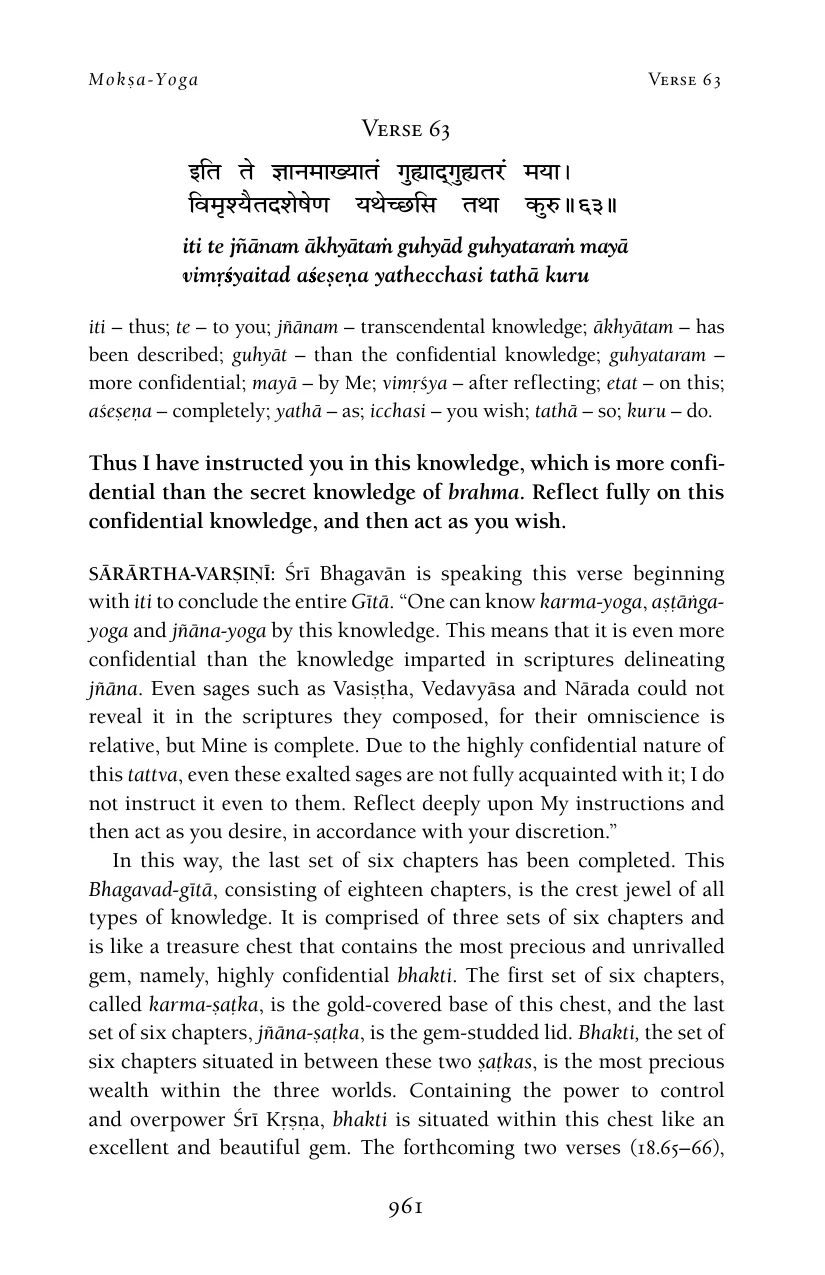 Mokṣa-Yoga Verse 63
Verse 63
इति ते ज्ञानमाख्यातं गुह्याद्‌गुह्यतरं मया।
विमृश्यैतदशेषेण यथेच्छसि तथा कुरु॥६३॥
iti te jñānam ākhyātaṁ guhyād guhyataraṁ mayā
vimṛśyaitad aśeṣeṇa yathecchasi tathā kuru
iti – thus; te – to you; jñānam – transcendental knowledge; ākhyātam – has
been described; guhyāt – than the confidential knowledge; guhyataram –
more confidential; mayā – by Me; vimṛśya – after reflecting; etat – on this;
aśeṣeṇa – completely; yathā – as; icchasi – you wish; tathā – so; kuru – do.
Thus I have instructed you in this knowledge, which is more confi-
dential than the secret knowledge of brahma. Reflect fully on this
confidential knowledge, and then act as you wish.
SĀRĀRTHA-VARṢIṆĪ: Śrī Bhagavān is speaking this verse beginning
with iti to conclude the entire Gītā. “One can know karma-yoga, aṣṭāṅga-
yoga and jñāna-yoga by this knowledge. This means that it is even more
confidential than the knowledge imparted in scriptures delineating
jñāna. Even sages such as Vasiṣṭha, Vedavyāsa and Nārada could not
reveal it in the scriptures they composed, for their omniscience is
relative, but Mine is complete. Due to the highly confidential nature of
this tattva, even these exalted sages are not fully acquainted with it; I do
not instruct it even to them. Reflect deeply upon My instructions and
then act as you desire, in accordance with your discretion.”
In this way, the last set of six chapters has been completed. This
Bhagavad-gītā, consisting of eighteen chapters, is the crest jewel of all
types of knowledge. It is comprised of three sets of six chapters and
is like a treasure chest that contains the most precious and unrivalled
gem, namely, highly confidential bhakti. The first set of six chapters,
called karma-ṣaṭka, is the gold-covered base of this chest, and the last
set of six chapters, jñāna-ṣaṭka, is the gem-studded lid. Bhakti, the set of
six chapters situated in between these two ṣaṭkas, is the most precious
wealth within the three worlds. Containing the power to control
and overpower Śrī Kṛṣṇa, bhakti is situated within this chest like an
excellent and beautiful gem. The forthcoming two verses (18.65–66),
961